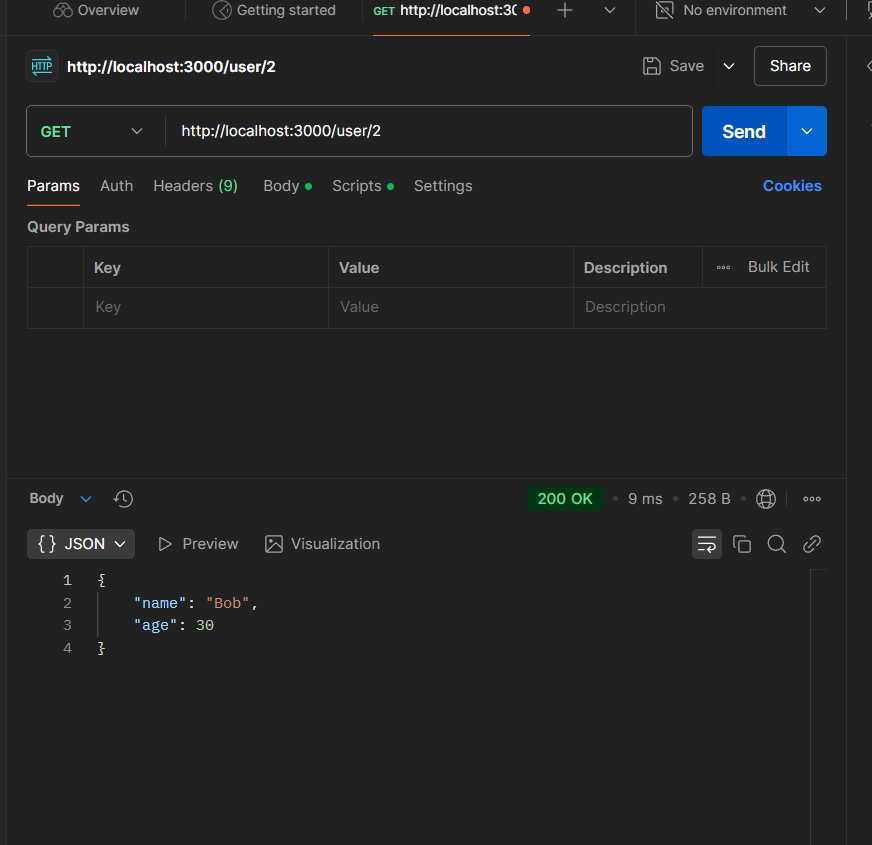 Overview Getting started GET http://localhost:30 No environment
HTTP http://localhost:3000/user/2 Save Share
GET http://localhost:3000/user/2 Send
Params Auth Headers (9) Body Scripts Settings Cookies
Query Params
Key Value Description Bulk Edit
Key Value Description
Body 200 OK 9 ms 258 B
{} JSON Preview Visualization
1 {
2 "name": "Bob",
3 "age": 30
4 }